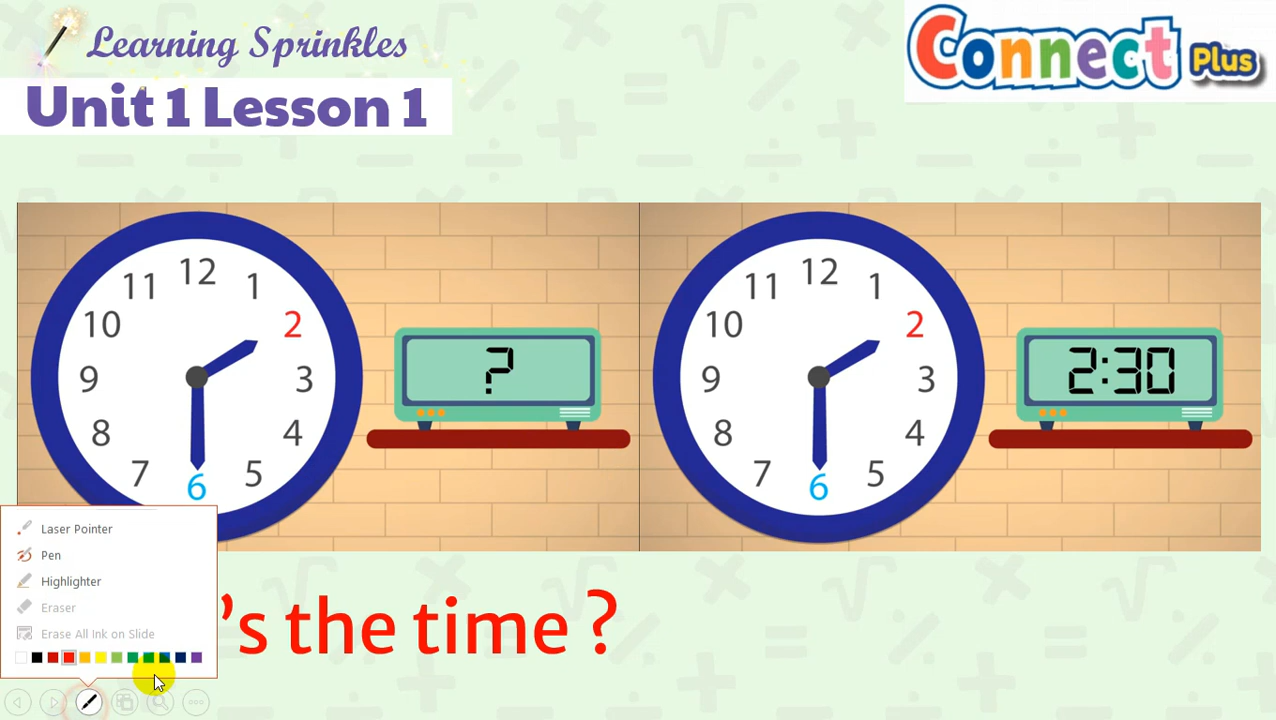 Learning Sprinkles
Connect Plus
Unit 1 Lesson 1
12
11 1
10 2
9 3
8 4
7 5
6
?
12
11 1
10 2
9 3
8 4
7 5
6
2:30
Laser Pointer
Pen
Highlighter
Eraser
Erase All Ink on Slide
's the time ?